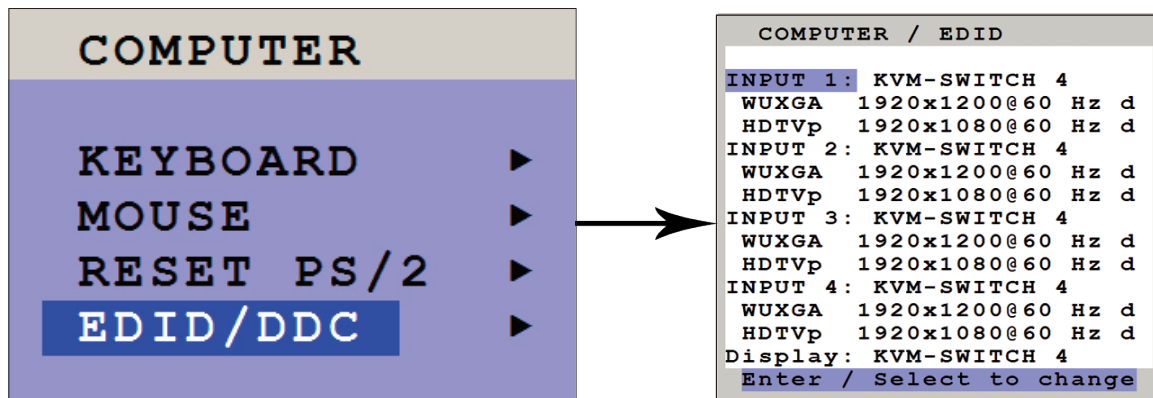 COMPUTER
KEYBOARD ►
MOUSE ►
RESET PS/2 ►
EDID/DDC ►
COMPUTER / EDID
INPUT 1: KVM-SWITCH 4
WUXGA 1920x1200@60 Hz d
HDTVp 1920x1080@60 Hz d
INPUT 2: KVM-SWITCH 4
WUXGA 1920x1200@60 Hz d
HDTVp 1920x1080@60 Hz d
INPUT 3: KVM-SWITCH 4
WUXGA 1920x1200@60 Hz d
HDTVp 1920x1080@60 Hz d
INPUT 4: KVM-SWITCH 4
WUXGA 1920x1200@60 Hz d
HDTVp 1920x1080@60 Hz d
Display: KVM-SWITCH 4
Enter / Select to change